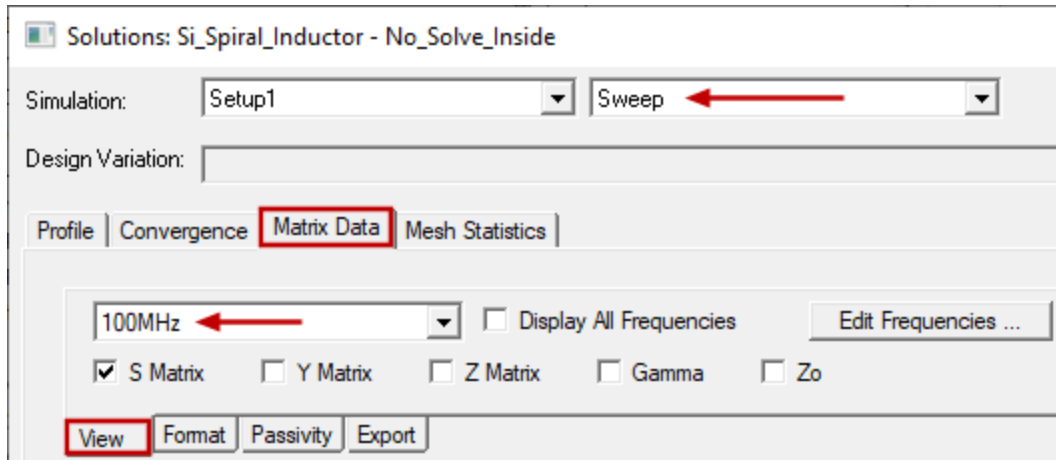 Solutions: Si_Spiral_Inductor - No_Solve_Inside
Simulation: Setup1 Sweep
Design Variation:
Profile Convergence Matrix Data Mesh Statistics
100MHz Display All Frequencies Edit Frequencies ...
S Matrix Y Matrix Z Matrix Gamma Zo
View Format Passivity Export